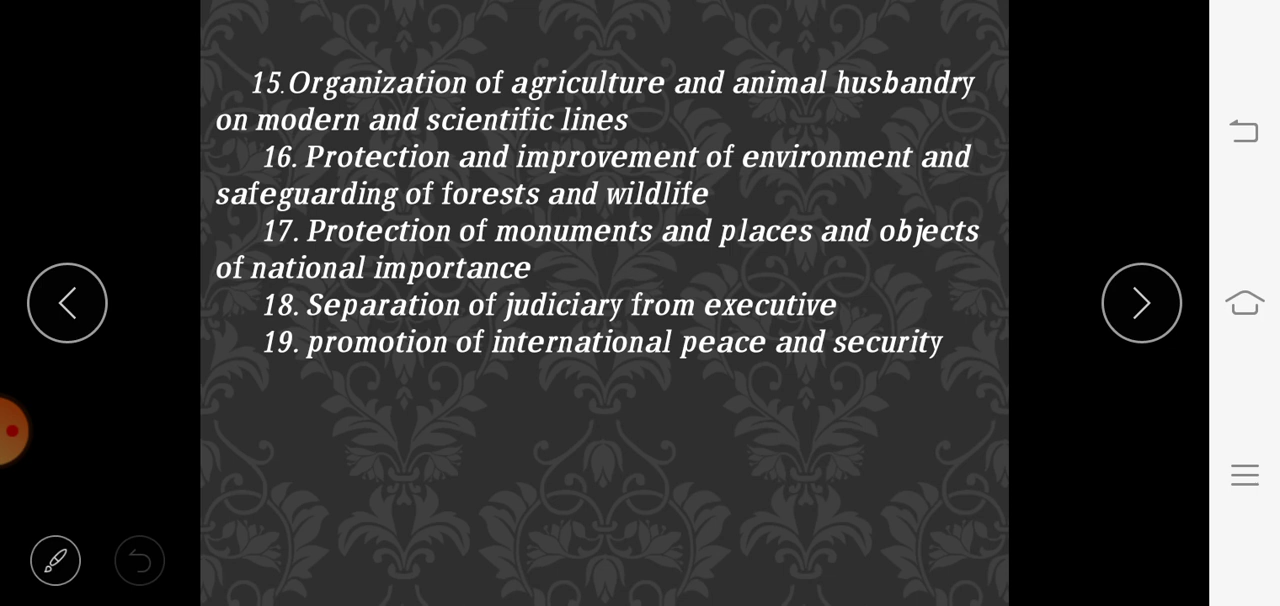 15.Organization of agriculture and animal husbandry
on modern and scientific lines
16. Protection and improvement of environment and
safeguarding of forests and wildlife
17. Protection of monuments and places and objects
of national importance
18. Separation of judiciary from executive
19. promotion of international peace and security